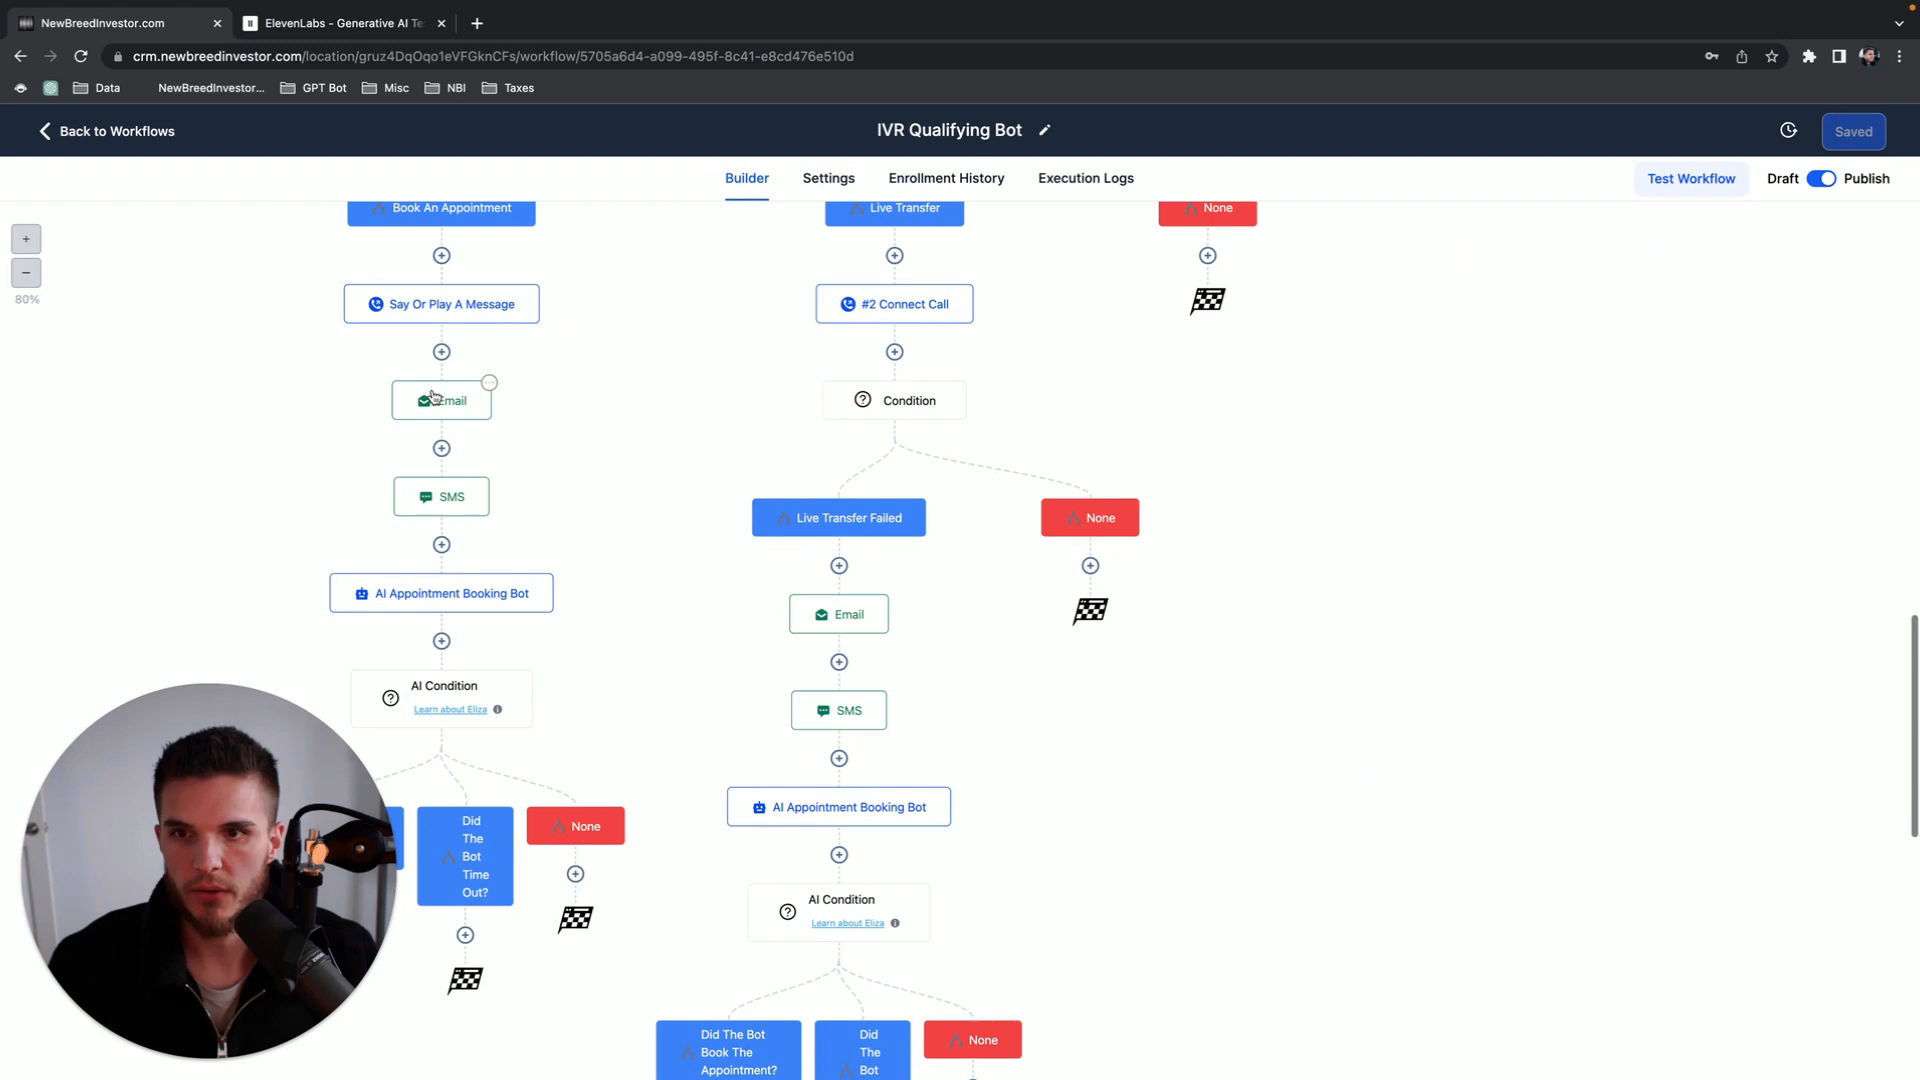 NewBreedInvestor.com
ElevenLabs - Generative AI Te
crm.newbreedinvestor.com/location/gruz4DqOqo1eVFGknCFs/workflow/5705a6d4-a099-495f-8c41-e8cd476e510d
Data
NewBreedInvestor...
GPT Bot
Misc
NBI
Taxes
Back to Workflows
IVR Qualifying Bot
Saved
Builder
Settings
Enrollment History
Execution Logs
Test Workflow
Draft
Publish
80%
Book An Appointment
Live Transfer
None
Say Or Play A Message
#2 Connect Call
Email
Condition
SMS
Live Transfer Failed
None
AI Appointment Booking Bot
Email
AI Condition
Learn about Eliza
SMS
Did
The
Bot
Time
Out?
None
AI Appointment Booking Bot
AI Condition
Learn about Eliza
Did The Bot
Book The
Appointment?
Did
The
Bot
None